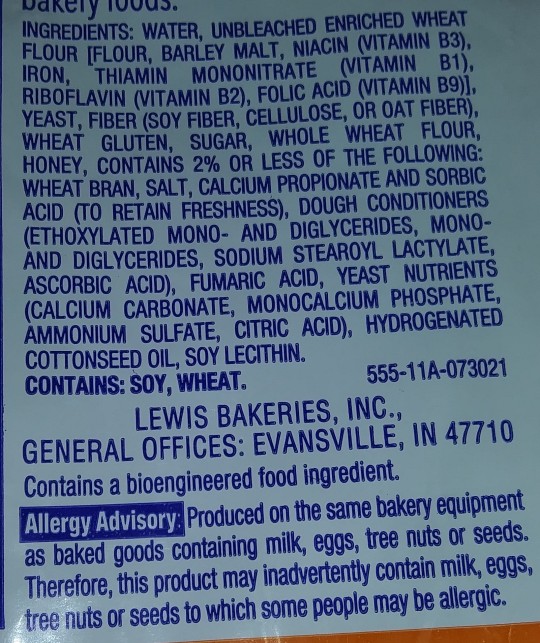 bakery foods.
INGREDIENTS: WATER, UNBLEACHED ENRICHED WHEAT
FLOUR [FLOUR, BARLEY MALT, NIACIN (VITAMIN B3),
IRON, THIAMIN MONONITRATE (VITAMIN B1),
RIBOFLAVIN (VITAMIN B2), FOLIC ACID (VITAMIN B9)],
YEAST, FIBER (SOY FIBER, CELLULOSE, OR OAT FIBER),
WHEAT GLUTEN, SUGAR, WHOLE WHEAT FLOUR,
HONEY, CONTAINS 2% OR LESS OF THE FOLLOWING:
WHEAT BRAN, SALT, CALCIUM PROPIONATE AND SORBIC
ACID (TO RETAIN FRESHNESS), DOUGH CONDITIONERS
(ETHOXYLATED MONO- AND DIGLYCERIDES, MONO-
AND DIGLYCERIDES, SODIUM STEAROYL LACTYLATE,
ASCORBIC ACID), FUMARIC ACID, YEAST NUTRIENTS
(CALCIUM CARBONATE, MONOCALCIUM PHOSPHATE,
AMMONIUM SULFATE, CITRIC ACID), HYDROGENATED
COTTONSEED OIL, SOY LECITHIN.
CONTAINS: SOY, WHEAT. 555-11A-073021
LEWIS BAKERIES, INC.,
GENERAL OFFICES: EVANSVILLE, IN 47710
Contains a bioengineered food ingredient.
Allergy Advisory: Produced on the same bakery equipment
as baked goods containing milk, eggs, tree nuts or seeds.
Therefore, this product may inadvertently contain milk, eggs,
tree nuts or seeds to which some people may be allergic.